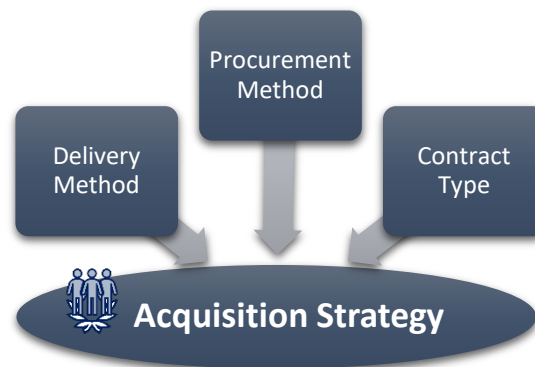 Procurement
Method
Delivery
Method
Contract
Type
Acquisition Strategy